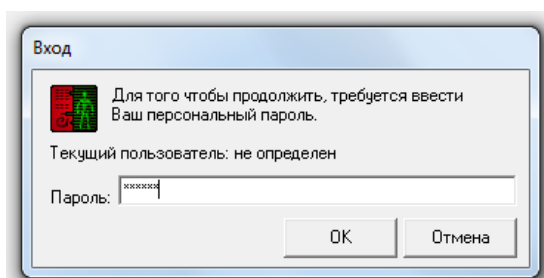 Вход
Для того чтобы продолжить, требуется ввести
Ваш персональный пароль.
Текущий пользователь: не определен
Пароль: ××××××
OK Отмена